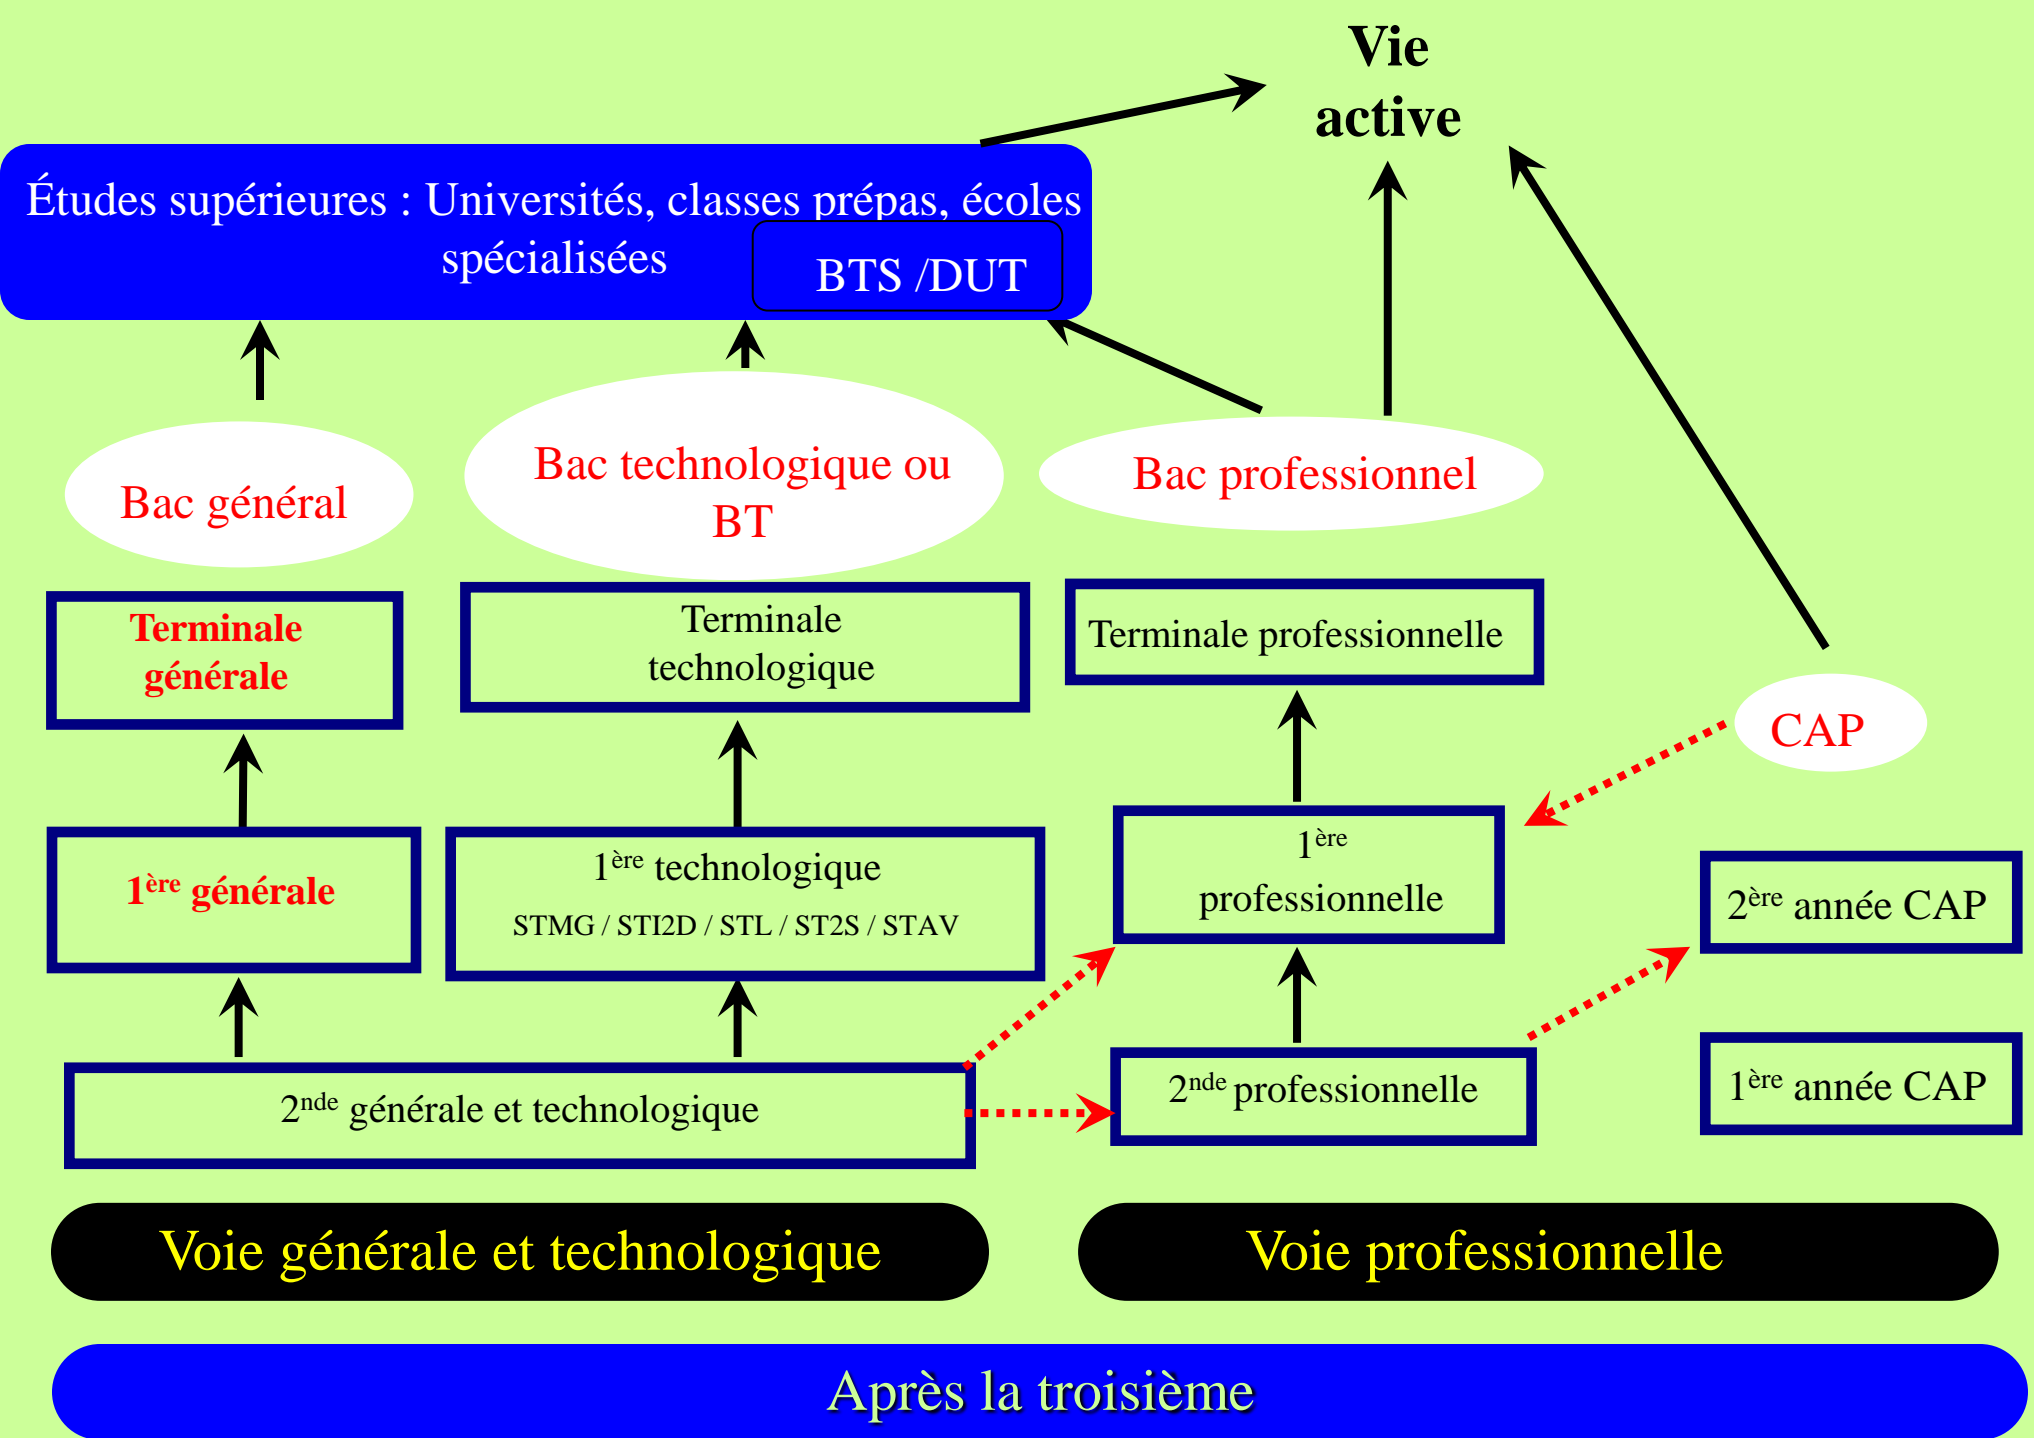 Vie
active
Études supérieures : Universités, classes prépas, écoles
spécialisées
BTS /DUT
Bac général
Bac technologique ou
BT
Bac professionnel
Terminale
générale
Terminale
technologique
Terminale professionnelle
CAP
1ère générale
1ère technologique
STMG / STI2D / STL / ST2S / STAV
1ère
professionnelle
2ère année CAP
2nde générale et technologique
2nde professionnelle
1ère année CAP
Voie générale et technologique
Voie professionnelle
Après la troisième